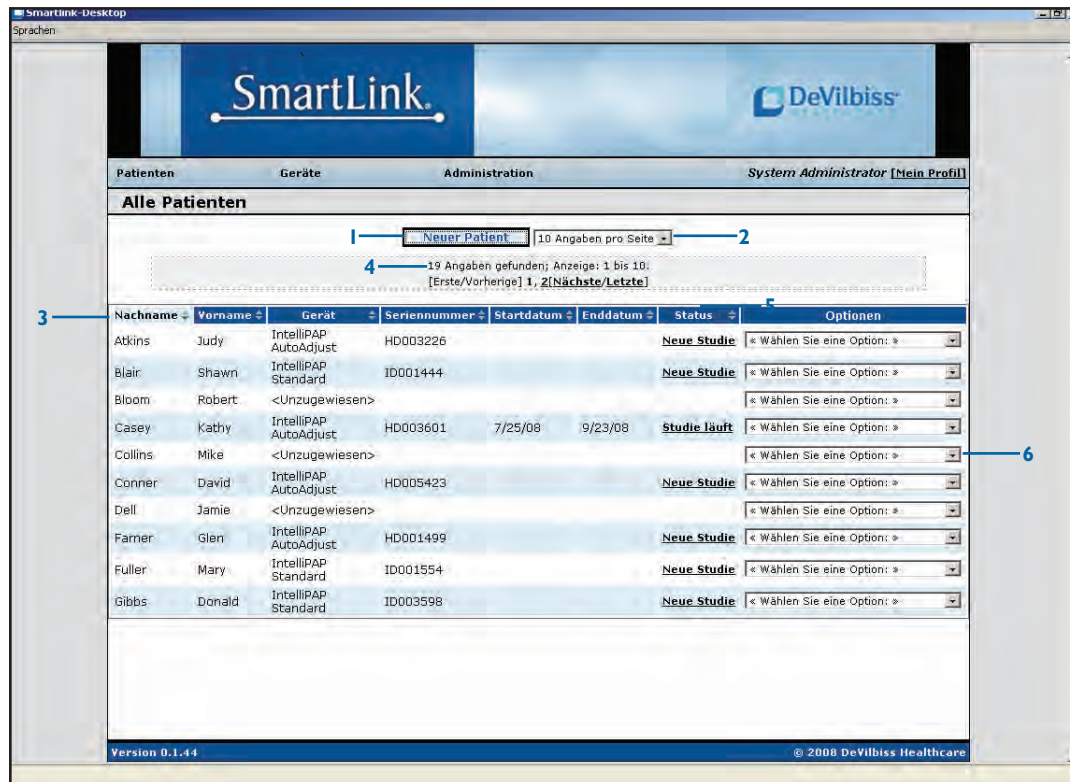 Smartlink-Desktop
Sprachen
SmartLink.
DeVilbiss
HEALTHCARE
Patienten Geräte Administration System Administrator [Mein Profil]
Alle Patienten
1 Neuer Patient 10 Angaben pro Seite 2
4 19 Angaben gefunden; Anzeige: 1 bis 10.
[Erste/Vorherige] 1, 2[Nächste/Letzte]
5
3 Nachname Vorname Gerät Seriennummer Startdatum Enddatum Status Optionen
Atkins Judy IntelliPAP AutoAdjust HD003226 Neue Studie « Wählen Sie eine Option: »
Blair Shawn IntelliPAP Standard ID001444 Neue Studie « Wählen Sie eine Option: »
Bloom Robert <Unzugewiesen> « Wählen Sie eine Option: »
Casey Kathy IntelliPAP AutoAdjust HD003601 7/25/08 9/23/08 Studie läuft « Wählen Sie eine Option: »
Collins Mike <Unzugewiesen> « Wählen Sie eine Option: » 6
Conner David IntelliPAP AutoAdjust HD005423 Neue Studie « Wählen Sie eine Option: »
Dell Jamie <Unzugewiesen> « Wählen Sie eine Option: »
Farner Glen IntelliPAP AutoAdjust HD001499 Neue Studie « Wählen Sie eine Option: »
Fuller Mary IntelliPAP Standard ID001554 Neue Studie « Wählen Sie eine Option: »
Gibbs Donald IntelliPAP Standard ID003598 Neue Studie « Wählen Sie eine Option: »
Version 0.1.44 © 2008 DeVilbiss Healthcare